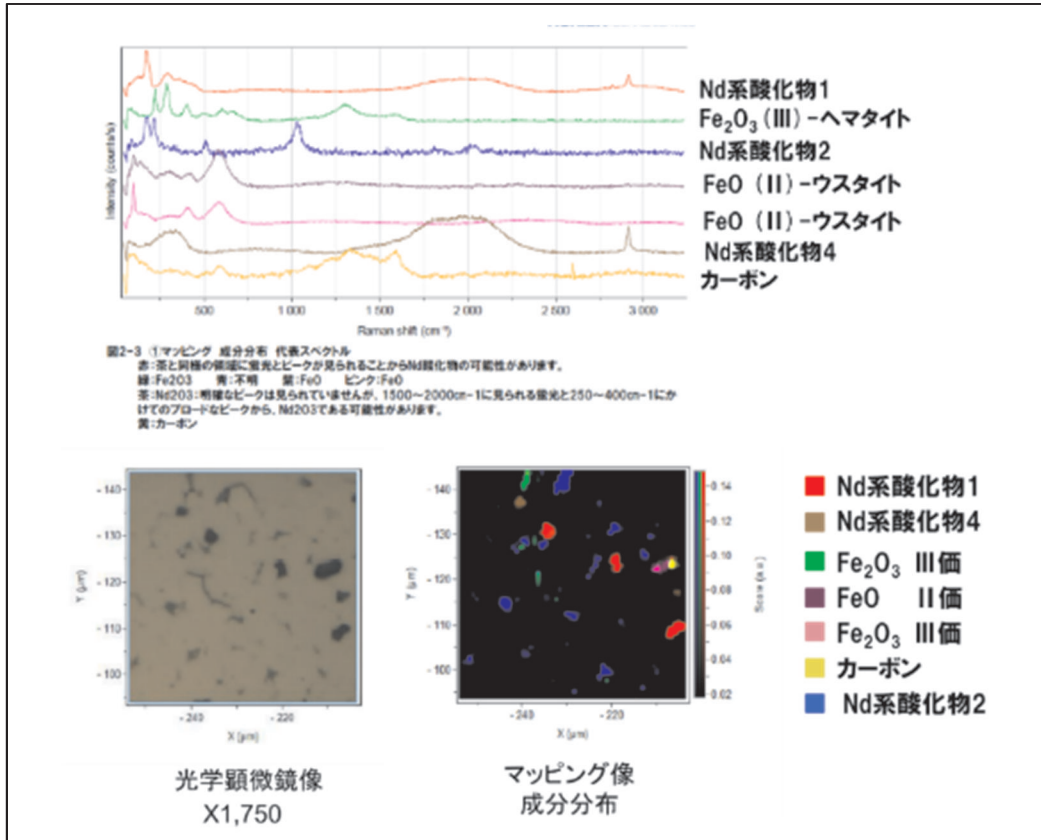 Nd系酸化物1
Fe₂O₃(III)-ヘマタイト
Nd系酸化物2
FeO (II)-ウスタイト
FeO (II)-ウスタイト
Nd系酸化物4
カーボン
Intensity (counts/s)
500
1 000
1 500
2 000
2 500
3 000
Raman shift (cm⁻¹)
図2-3 ①マッピング 成分分布 代表スペクトル
赤:茶と同様の領域に蛍光とピークが見られることからNd酸化物の可能性があります。
緑:Fe2O3 青:不明 紫:FeO ピンク:FeO
茶:Nd2O3:明確なピークは見られていませんが、1500~2000cm-1に見られる蛍光と250~400cm-1にか
けてのブロードなピークから、Nd2O3である可能性があります。
黄:カーボン
Y (μm)
- 140
- 130
- 120
- 110
- 100
- 240
- 220
X (μm)
光学顕微鏡像
X1,750
Y (μm)
- 140
- 130
- 120
- 110
- 100
- 240
- 220
X (μm)
マッピング像
成分分布
0.14
0.12
0.10
0.08
0.06
0.04
0.02
Score (a.u.)
Nd系酸化物1
Nd系酸化物4
Fe₂O₃ III価
FeO II価
Fe₂O₃ III価
カーボン
Nd系酸化物2